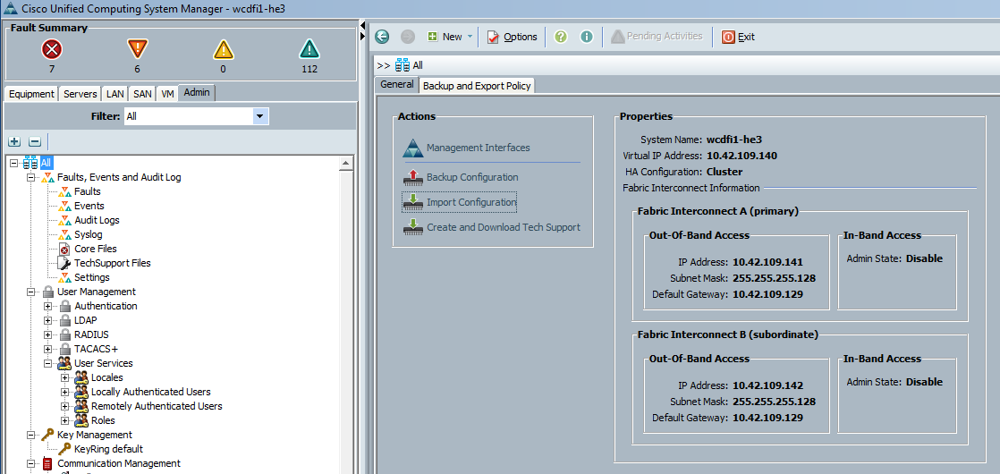 Cisco Unified Computing System Manager - wcdfi1-he3
Fault Summary
7 6 0 112
Equipment Servers LAN SAN VM Admin
Filter: All
All
Faults, Events and Audit Log
Faults
Events
Audit Logs
Syslog
Core Files
TechSupport Files
Settings
User Management
Authentication
LDAP
RADIUS
TACACS+
User Services
Locales
Locally Authenticated Users
Remotely Authenticated Users
Roles
Key Management
KeyRing default
Communication Management
New Options Pending Activities Exit
>> All
General Backup and Export Policy
Actions
Management Interfaces
Backup Configuration
Import Configuration
Create and Download Tech Support
Properties
System Name: wcdfi1-he3
Virtual IP Address: 10.42.109.140
HA Configuration: Cluster
Fabric Interconnect Information
Fabric Interconnect A (primary)
Out-Of-Band Access
IP Address: 10.42.109.141
Subnet Mask: 255.255.255.128
Default Gateway: 10.42.109.129
In-Band Access
Admin State: Disable
Fabric Interconnect B (subordinate)
Out-Of-Band Access
IP Address: 10.42.109.142
Subnet Mask: 255.255.255.128
Default Gateway: 10.42.109.129
In-Band Access
Admin State: Disable